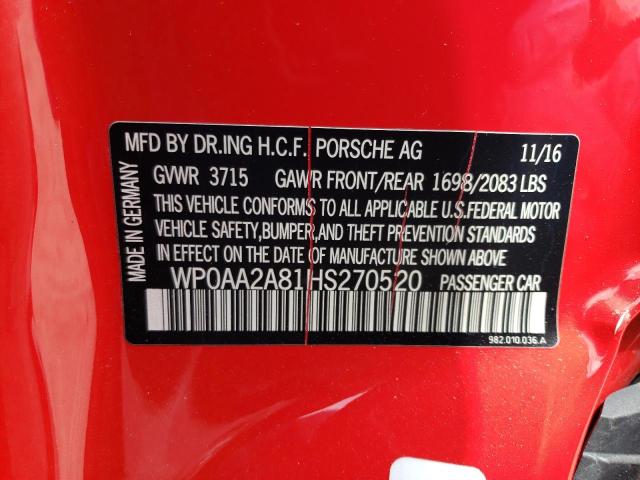 MFD BY DR.ING H.C.F. PORSCHE AG 11/16
GVWR 3715 GAWR FRONT/REAR 1698/2083 LBS
THIS VEHICLE CONFORMS TO ALL APPLICABLE U.S.FEDERAL MOTOR
VEHICLE SAFETY,BUMPER,AND THEFT PREVENTION STANDARDS
IN EFFECT ON THE DATE OF MANUFACTURE SHOWN ABOVE
WP0AA2A81HS270520 PASSENGER CAR
982.010.036.A
MADE IN GERMANY